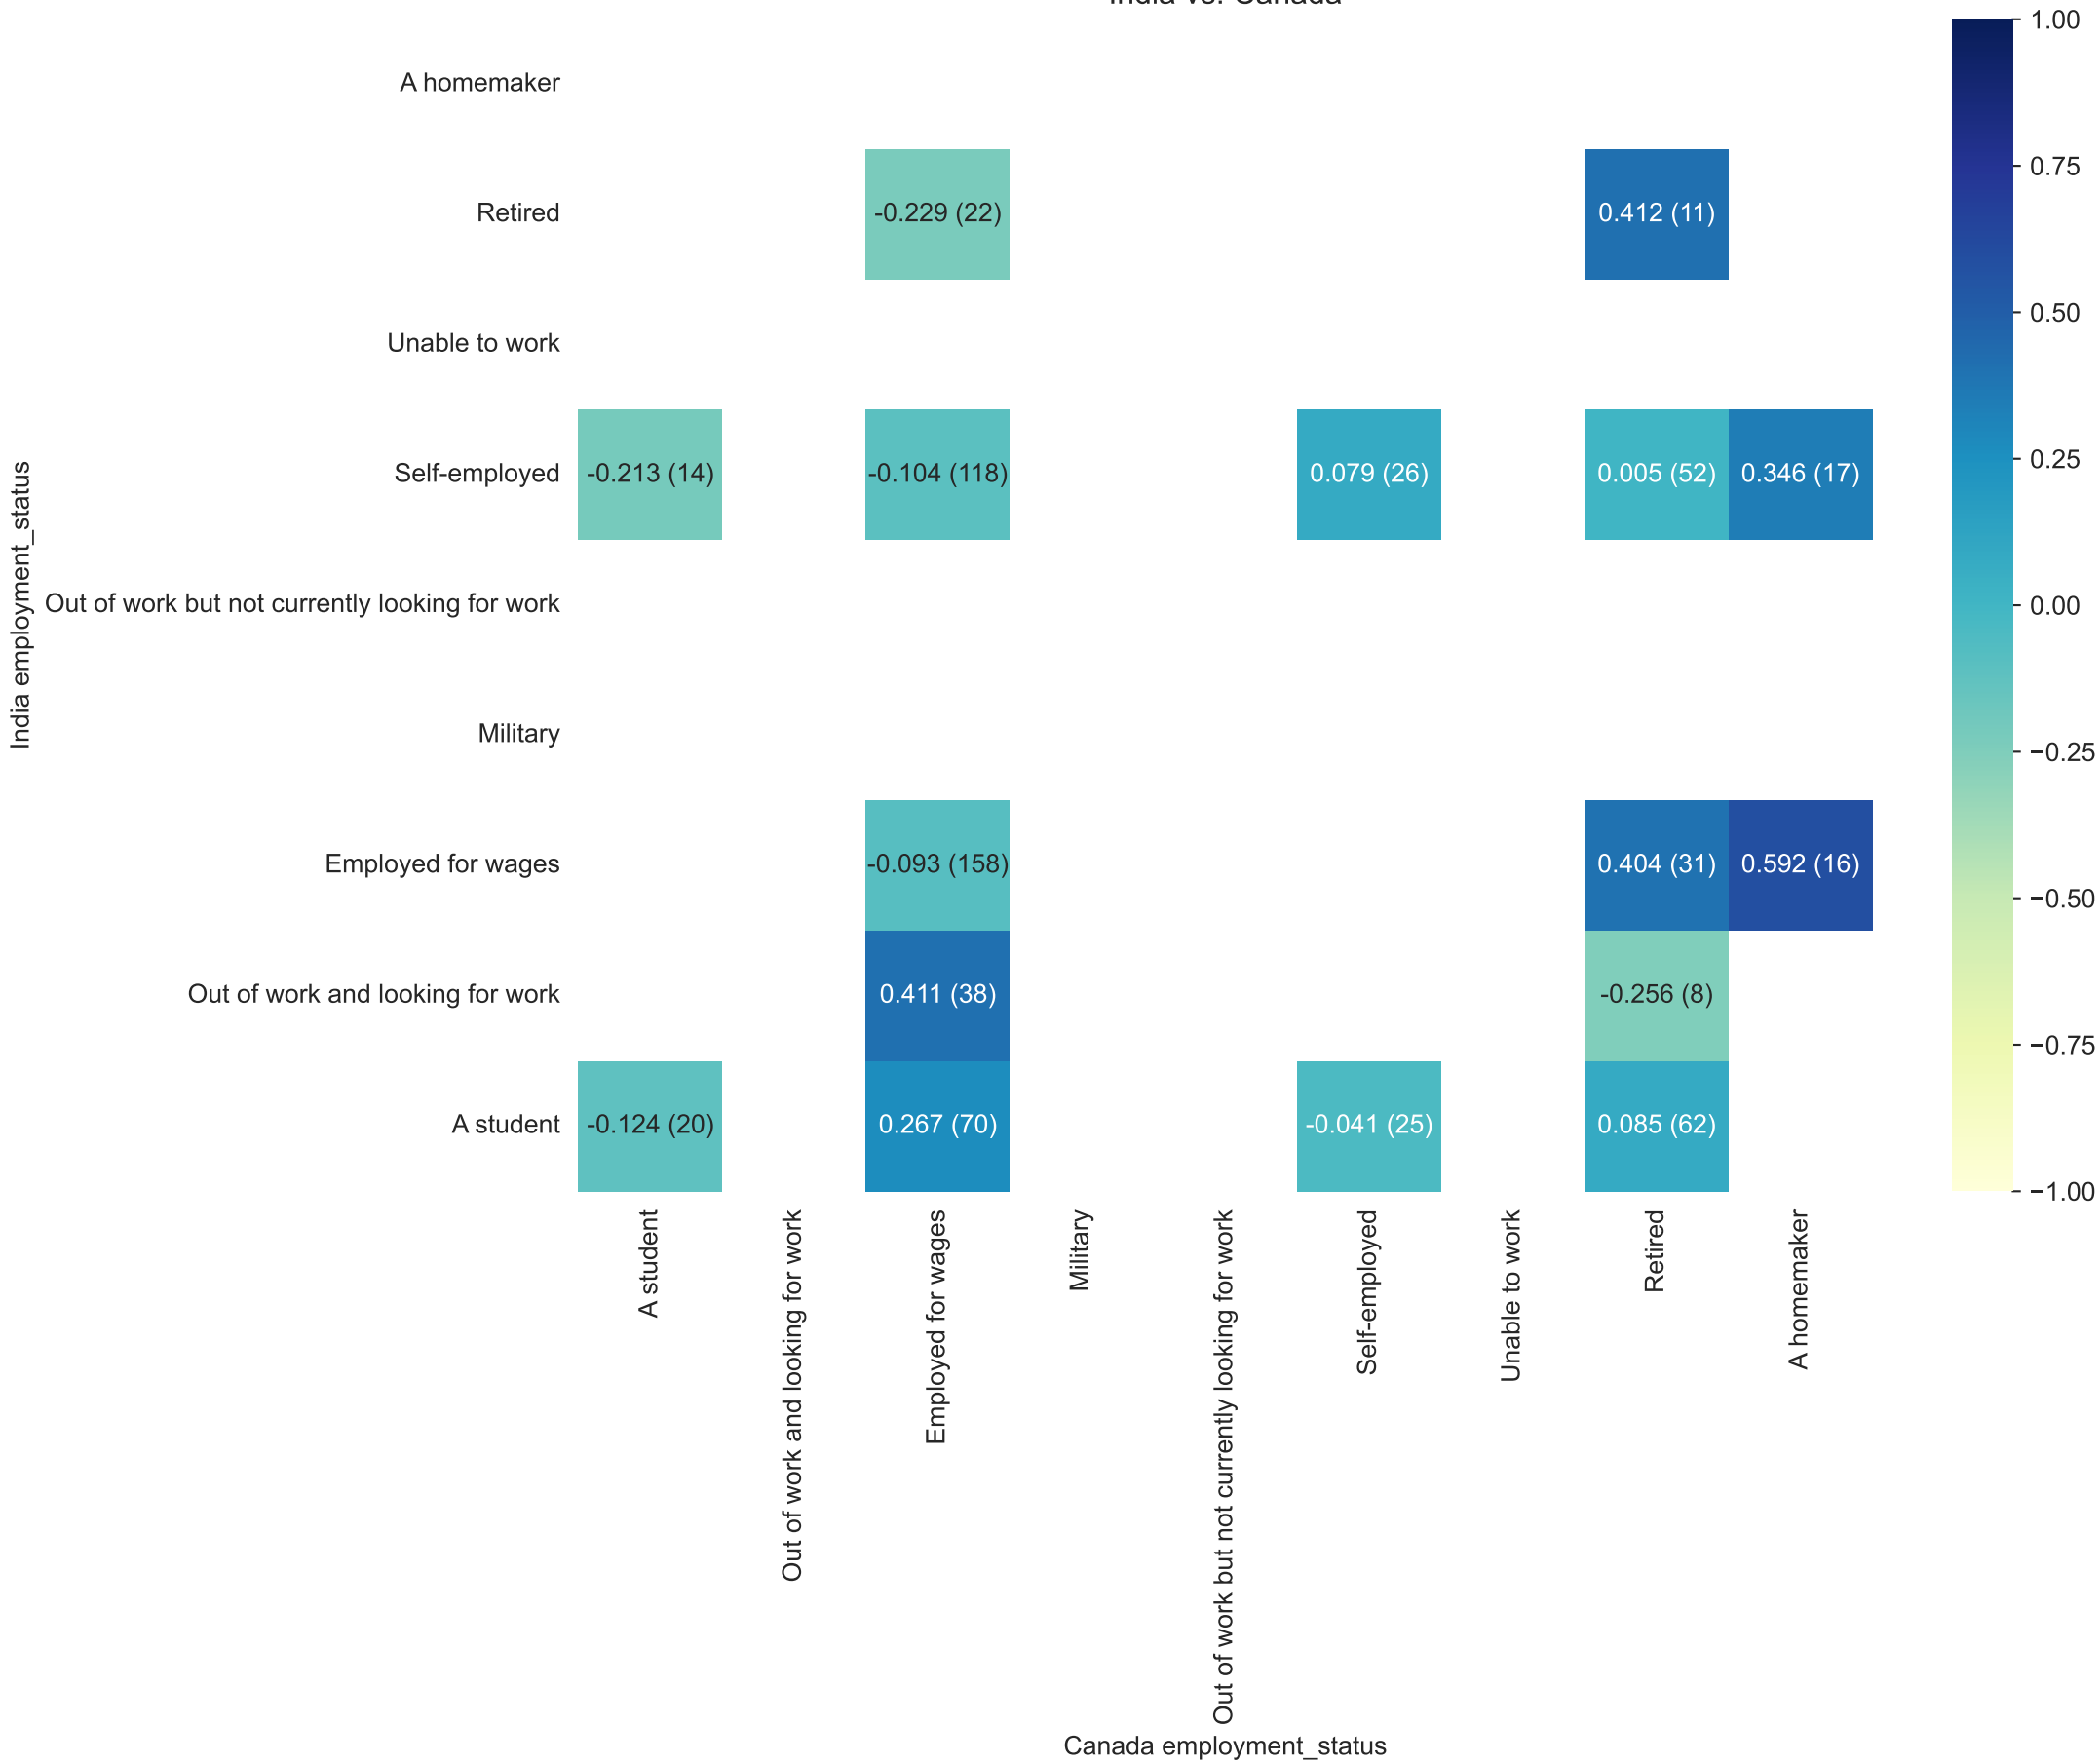 India vs. Canada
1.00
A homemaker
0.75
Retired
-0.229 (22)
0.412 (11)
0.50
Unable to work
0.25
Self-employed
-0.213 (14)
-0.104 (118)
0.079 (26)
0.005 (52)
0.346 (17)
India employment_status
Out of work but not currently looking for work
0.00
Military
−0.25
Employed for wages
-0.093 (158)
0.404 (31)
0.592 (16)
−0.50
Out of work and looking for work
0.411 (38)
-0.256 (8)
−0.75
A student
-0.124 (20)
0.267 (70)
-0.041 (25)
0.085 (62)
−1.00
A student
Out of work and looking for work
Employed for wages
Military
Out of work but not currently looking for work
Self-employed
Unable to work
Retired
A homemaker
Canada employment_status